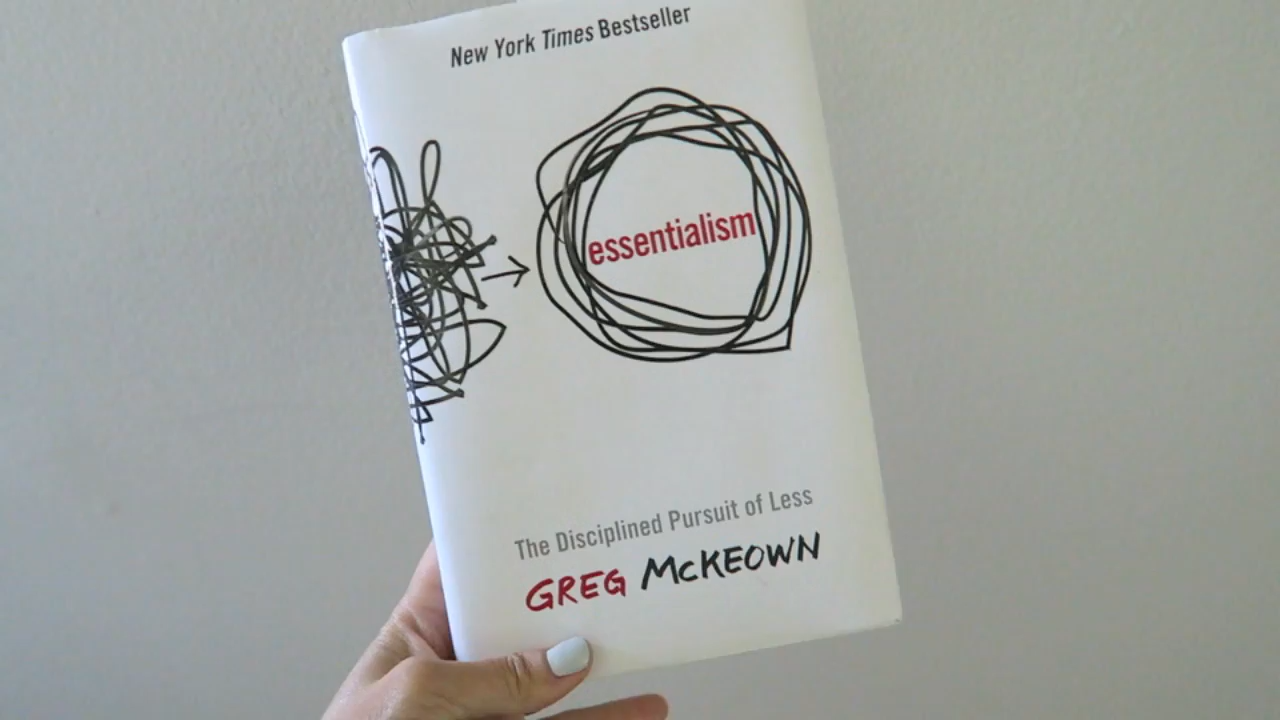 New York Times Bestseller
essentialism
The Disciplined Pursuit of Less
GREG McKEOWN